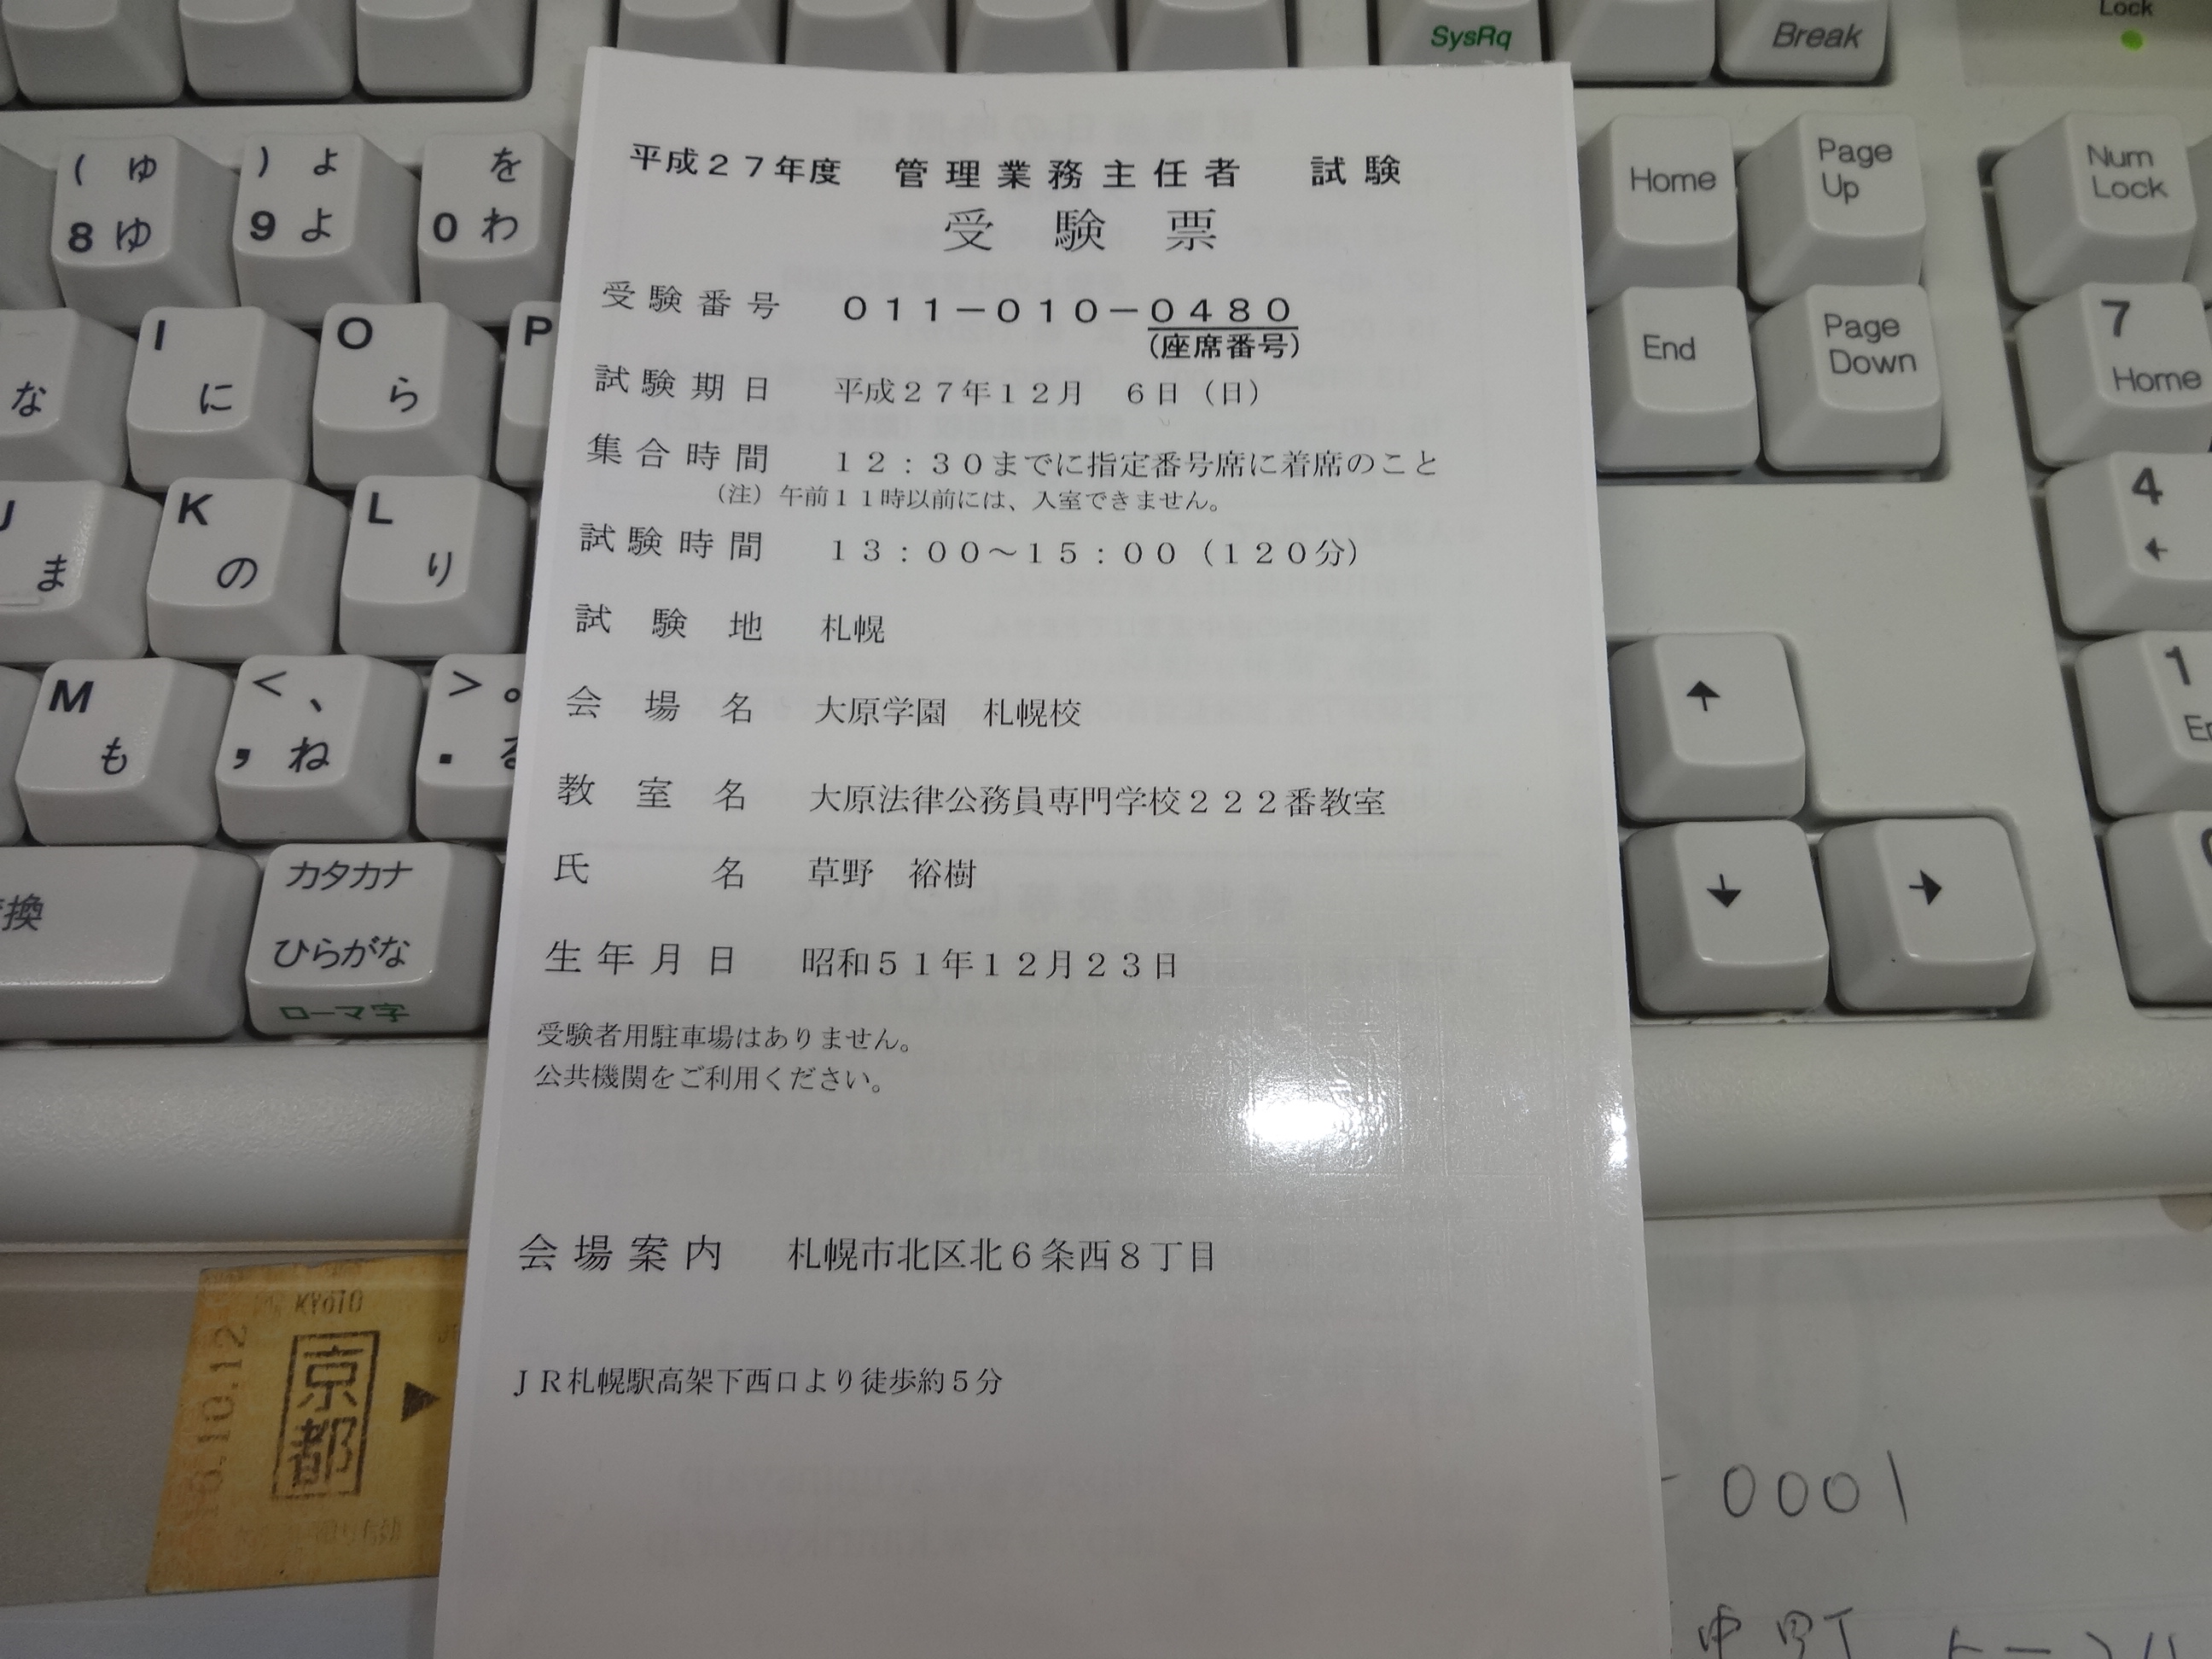 SysRq
Break
Lock
( ゅ
8 ゆ
) ょ
9 よ
を
0 わ
Home
Page
Up
Num
Lock
な
I
に
O
ら
P
End
Page
Down
7
Home
J
ま
K
の
L
り
4
←
M
も
< 、
, ね
> 。
. る
↑
1
換
カタカナ
ひらがな
ローマ字
↓
→
平成27年度 管理業務主任者 試験
受験票
受験番号 011-010-0480
(座席番号)
試験期日 平成27年12月 6日(日)
集合時間 12:30までに指定番号席に着席のこと
(注)午前11時以前には、入室できません。
試験時間 13:00～15:00(120分)
試験地 札幌
会場名 大原学園 札幌校
教室名 大原法律公務員専門学校222番教室
氏名 草野 裕樹
生年月日 昭和51年12月23日
受験者用駐車場はありません。
公共機関をご利用ください。
会場案内 札幌市北区北6条西8丁目
JR札幌駅高架下西口より徒歩約5分
KYOTO
京都
▶
0001